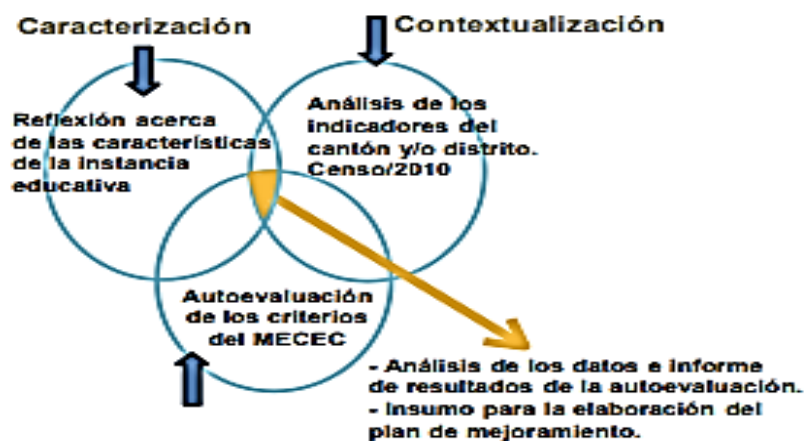 Caracterización
Contextualización
Reflexión acerca
de las características
de la instancia
educativa
Análisis de los
indicadores del
cantón y/o distrito.
Censo/2010
Autoevaluación
de los criterios
del MECEC
- Análisis de los datos e informe
de resultados de la autoevaluación.
- Insumo para la elaboración del
plan de mejoramiento.